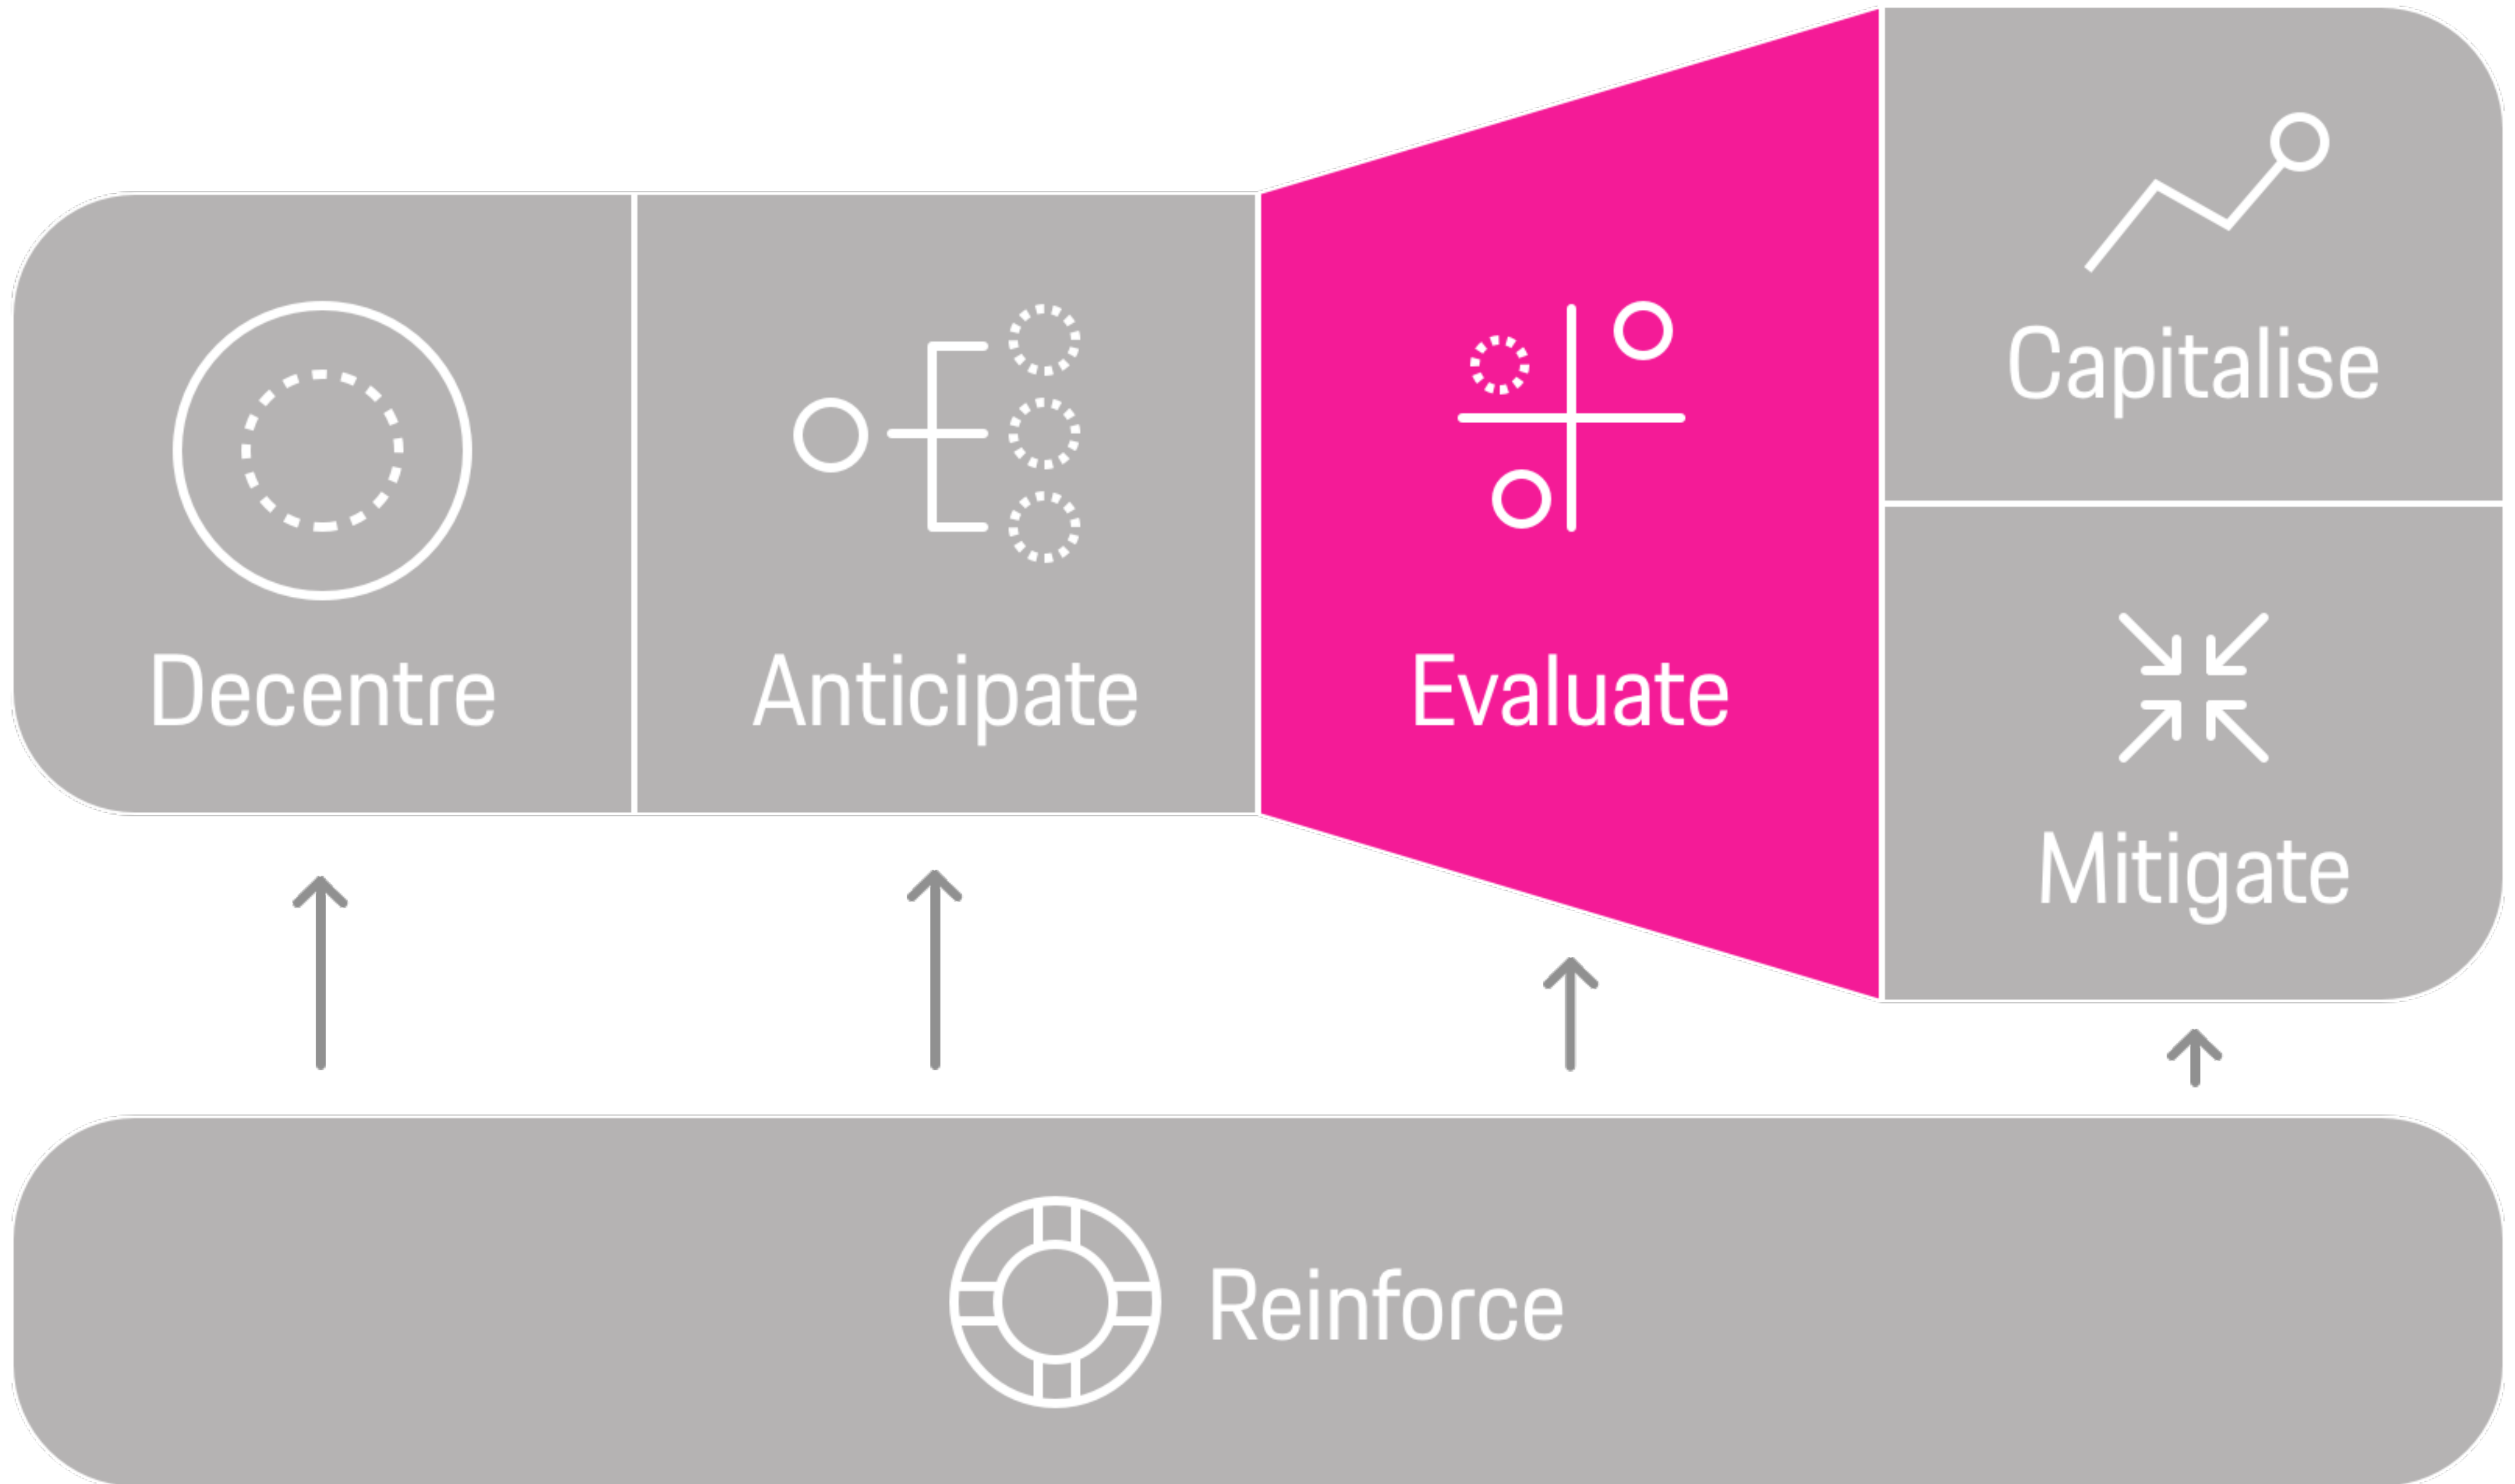 Decentre
Anticipate
Evaluate
Capitalise
Mitigate
Reinforce